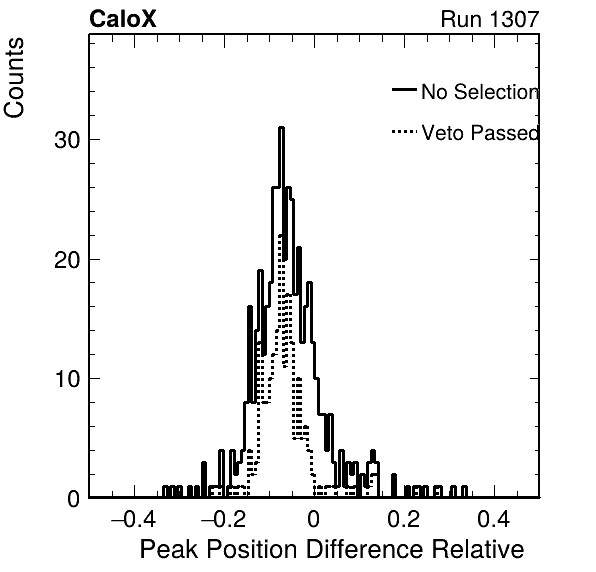 CaloX
Run 1307
Counts
No Selection
Veto Passed
30
20
10
0
−0.4
−0.2
0
0.2
0.4
Peak Position Difference Relative